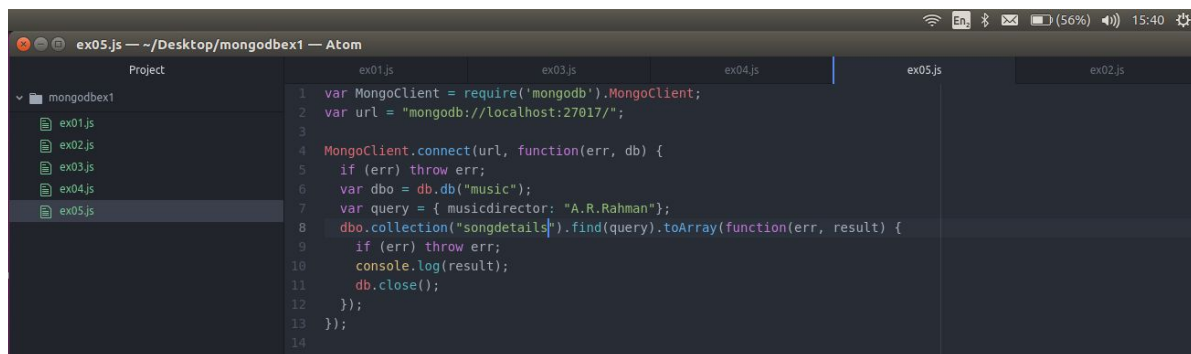 En₂ (56%) 15:40
ex05.js — ~/Desktop/mongodbex1 — Atom
Project
ex01.js ex03.js ex04.js ex05.js ex02.js
mongodbex1
ex01.js
ex02.js
ex03.js
ex04.js
ex05.js
1 var MongoClient = require('mongodb').MongoClient;
2 var url = "mongodb://localhost:27017/";
3
4 MongoClient.connect(url, function(err, db) {
5   if (err) throw err;
6   var dbo = db.db("music");
7   var query = { musicdirector: "A.R.Rahman"};
8   dbo.collection("songdetails").find(query).toArray(function(err, result) {
9     if (err) throw err;
10     console.log(result);
11     db.close();
12   });
13 });
14